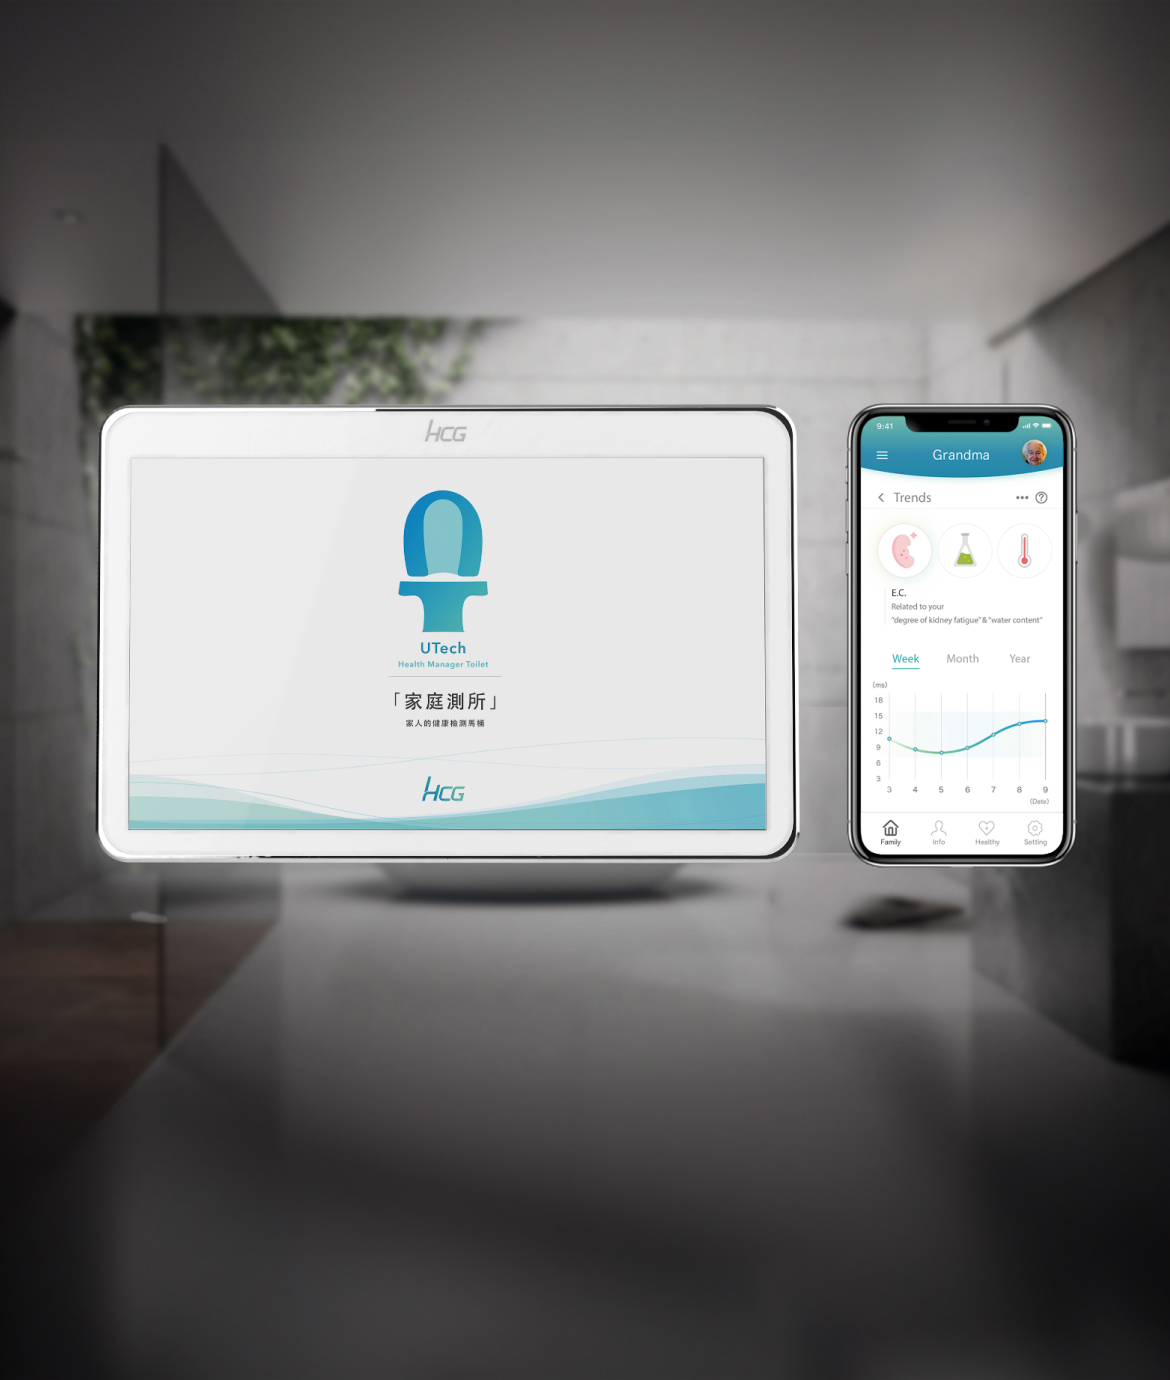 HCG
UTech
Health Manager Toilet
「家庭測所」
家人的健康檢測馬桶
HCG
9:41
Grandma
Trends
E.C.
Related to your
"degree of kidney fatigue" & "water content"
Week Month Year
(ms)
18
15
12
9
6
3
3 4 5 6 7 8 9
(Date)
Family Info Healthy Setting